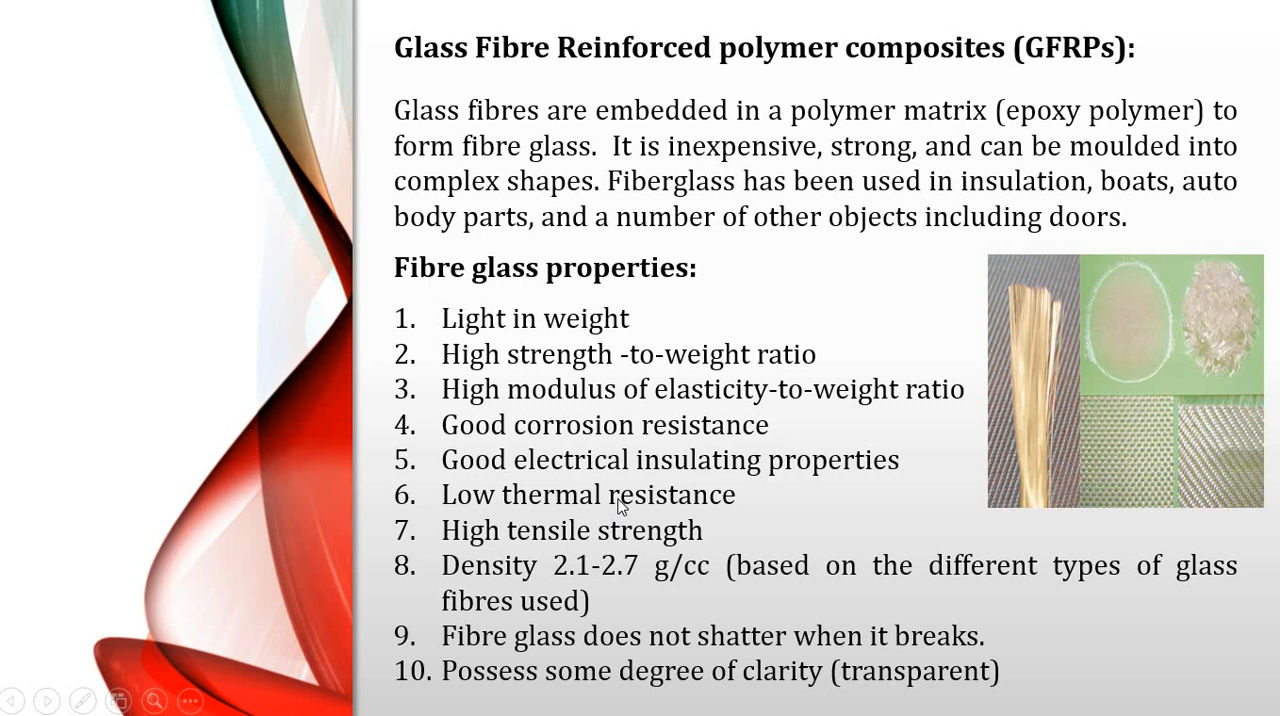 Glass Fibre Reinforced polymer composites (GFRPs):
Glass fibres are embedded in a polymer matrix (epoxy polymer) to
form fibre glass.  It is inexpensive, strong, and can be moulded into
complex shapes. Fiberglass has been used in insulation, boats, auto
body parts, and a number of other objects including doors.
Fibre glass properties:
1. Light in weight
2. High strength -to-weight ratio
3. High modulus of elasticity-to-weight ratio
4. Good corrosion resistance
5. Good electrical insulating properties
6. Low thermal resistance
7. High tensile strength
8. Density 2.1-2.7 g/cc (based on the different types of glass
fibres used)
9. Fibre glass does not shatter when it breaks.
10. Possess some degree of clarity (transparent)